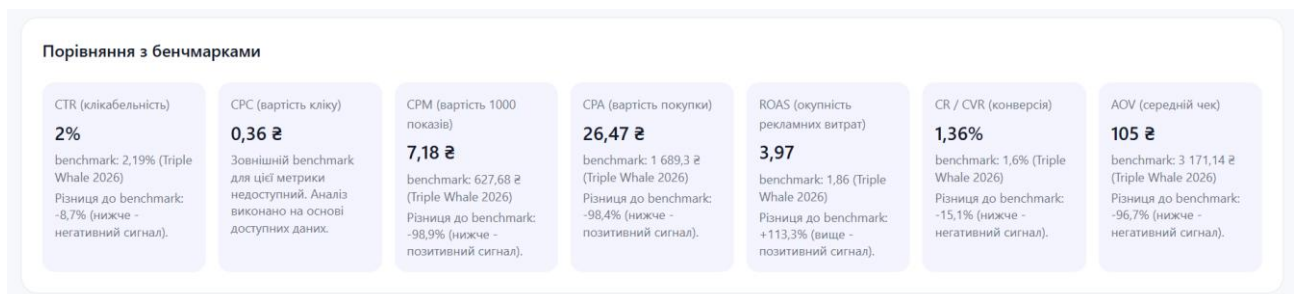 Порівняння з бенчмарками
CTR (клікабельність)
2%
benchmark: 2,19% (Triple
Whale 2026)
Різниця до benchmark:
-8,7% (нижче -
негативний сигнал).
CPC (вартість кліку)
0,36 ₴
Зовнішній benchmark
для цієї метрики
недоступний. Аналіз
виконано на основі
доступних даних.
CPM (вартість 1000
показів)
7,18 ₴
benchmark: 627,68 ₴
(Triple Whale 2026)
Різниця до benchmark:
-98,9% (нижче -
позитивний сигнал).
CPA (вартість покупки)
26,47 ₴
benchmark: 1 689,3 ₴
(Triple Whale 2026)
Різниця до benchmark:
-98,4% (нижче -
позитивний сигнал).
ROAS (окупність
рекламних витрат)
3,97
benchmark: 1,86 (Triple
Whale 2026)
Різниця до benchmark:
+113,3% (вище -
позитивний сигнал).
CR / CVR (конверсія)
1,36%
benchmark: 1,6% (Triple
Whale 2026)
Різниця до benchmark:
-15,1% (нижче -
негативний сигнал).
AOV (середній чек)
105 ₴
benchmark: 3 171,14 ₴
(Triple Whale 2026)
Різниця до benchmark:
-96,7% (нижче -
негативний сигнал).